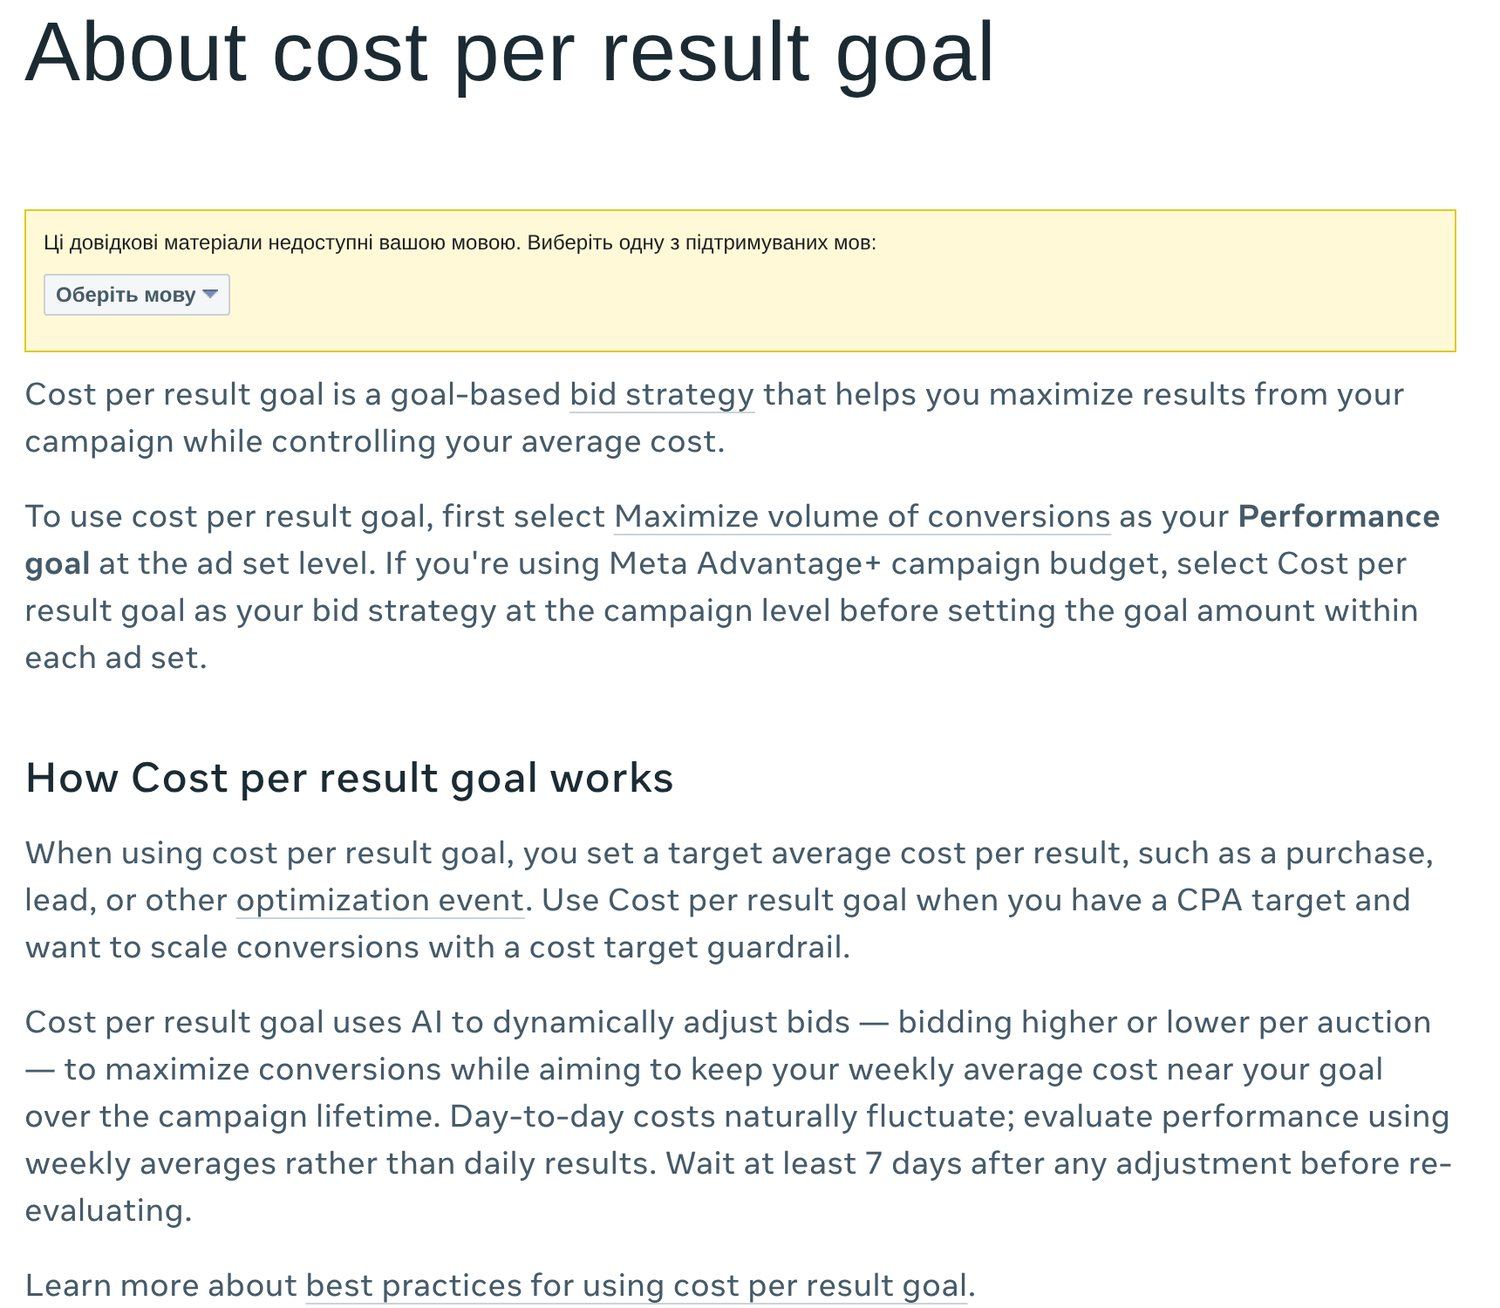 About cost per result goal
Ці довідкові матеріали недоступні вашою мовою. Виберіть одну з підтримуваних мов:
Оберіть мову
Cost per result goal is a goal-based bid strategy that helps you maximize results from your
campaign while controlling your average cost.
To use cost per result goal, first select Maximize volume of conversions as your Performance
goal at the ad set level. If you're using Meta Advantage+ campaign budget, select Cost per
result goal as your bid strategy at the campaign level before setting the goal amount within
each ad set.
How Cost per result goal works
When using cost per result goal, you set a target average cost per result, such as a purchase,
lead, or other optimization event. Use Cost per result goal when you have a CPA target and
want to scale conversions with a cost target guardrail.
Cost per result goal uses AI to dynamically adjust bids — bidding higher or lower per auction
— to maximize conversions while aiming to keep your weekly average cost near your goal
over the campaign lifetime. Day-to-day costs naturally fluctuate; evaluate performance using
weekly averages rather than daily results. Wait at least 7 days after any adjustment before re-
evaluating.
Learn more about best practices for using cost per result goal.